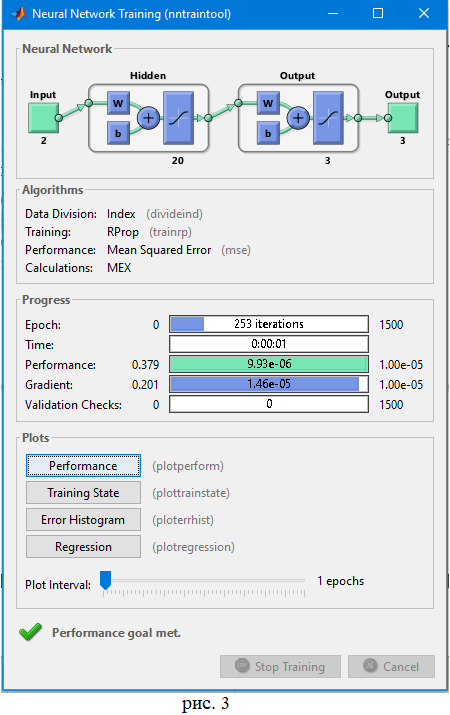 Neural Network Training (nntraintool)
Neural Network
Hidden Output
Input Output
W W
b b
2 3
20 3
Algorithms
Data Division: Index (divideind)
Training: RProp (trainrp)
Performance: Mean Squared Error (mse)
Calculations: MEX
Progress
Epoch: 0 253 iterations 1500
Time: 0:00:01
Performance: 0.379 9.93e-06 1.00e-05
Gradient: 0.201 1.46e-05 1.00e-05
Validation Checks: 0 0 1500
Plots
Performance (plotperform)
Training State (plottrainstate)
Error Histogram (ploterrhist)
Regression (plotregression)
Plot Interval: 1 epochs
Performance goal met.
Stop Training Cancel
рис. 3